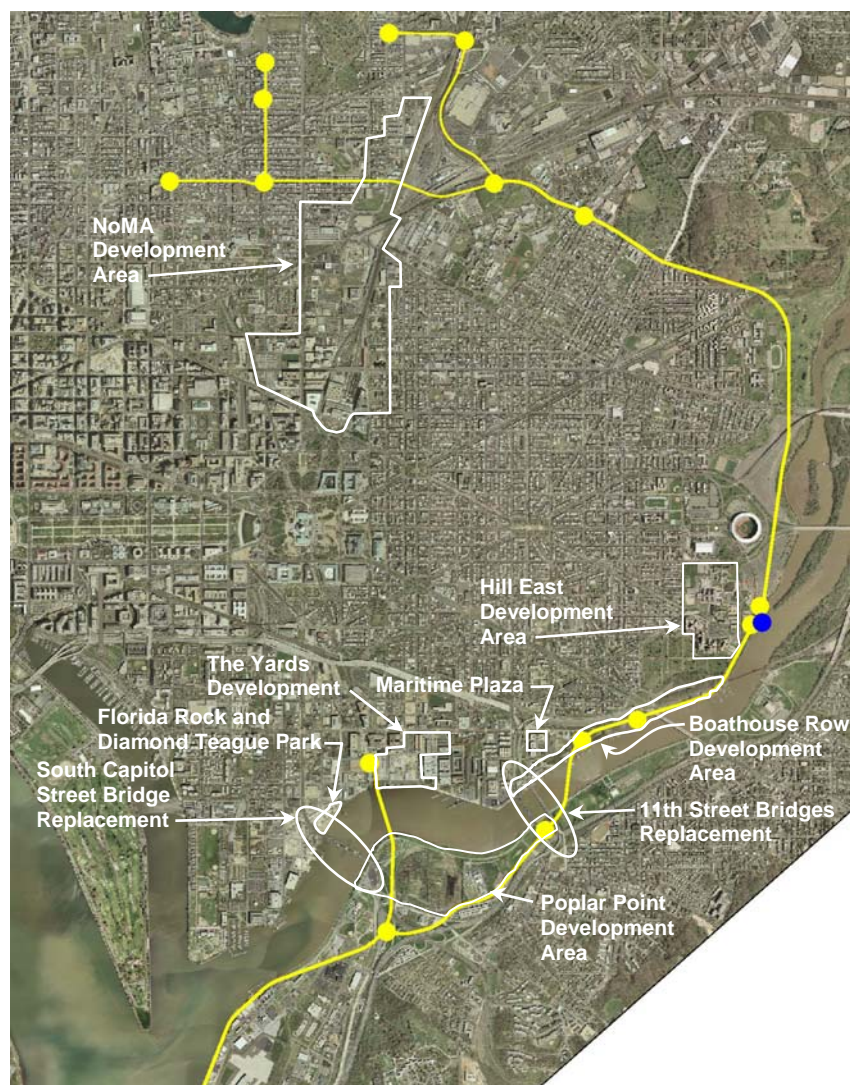 NoMA
Development
Area
Hill East
Development
Area
The Yards
Development
Maritime Plaza
Florida Rock and
Diamond Teague Park
Boathouse Row
Development
Area
South Capitol
Street Bridge
Replacement
11th Street Bridges
Replacement
Poplar Point
Development
Area